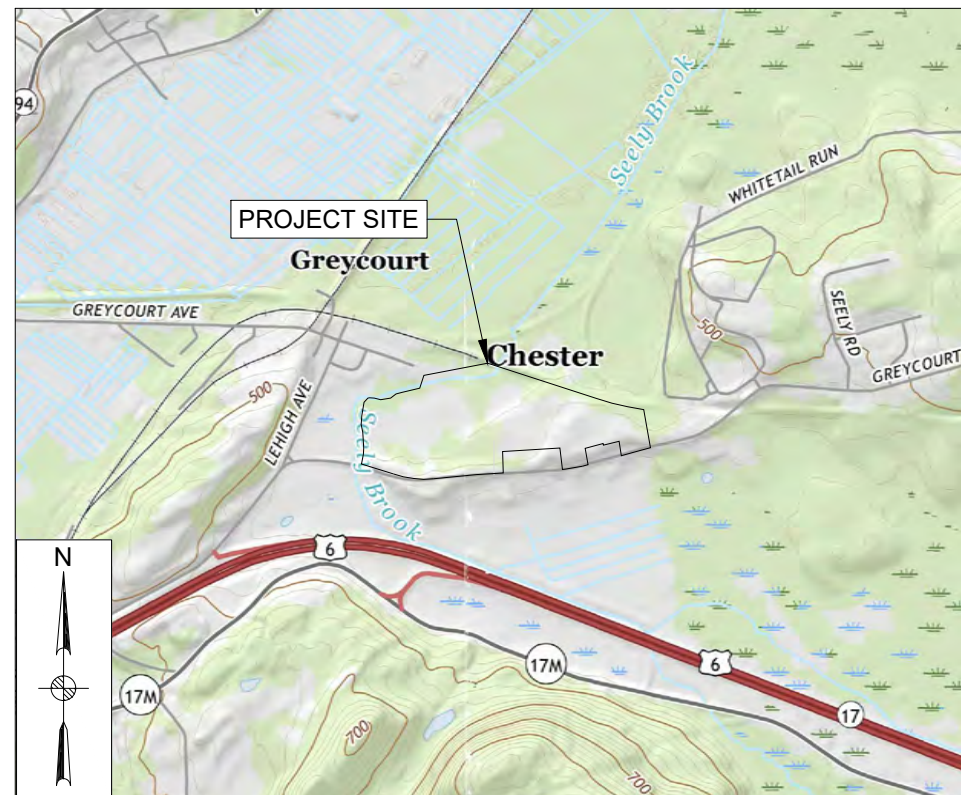 94
Seely Brook
WHITETAIL RUN
PROJECT SITE
Greycourt
GREYCOURT AVE
SEELY RD
500
Chester
GREYCOURT
500
LEHIGH AVE
Seely Brook
6
N
17M
17M
6
17
700
700